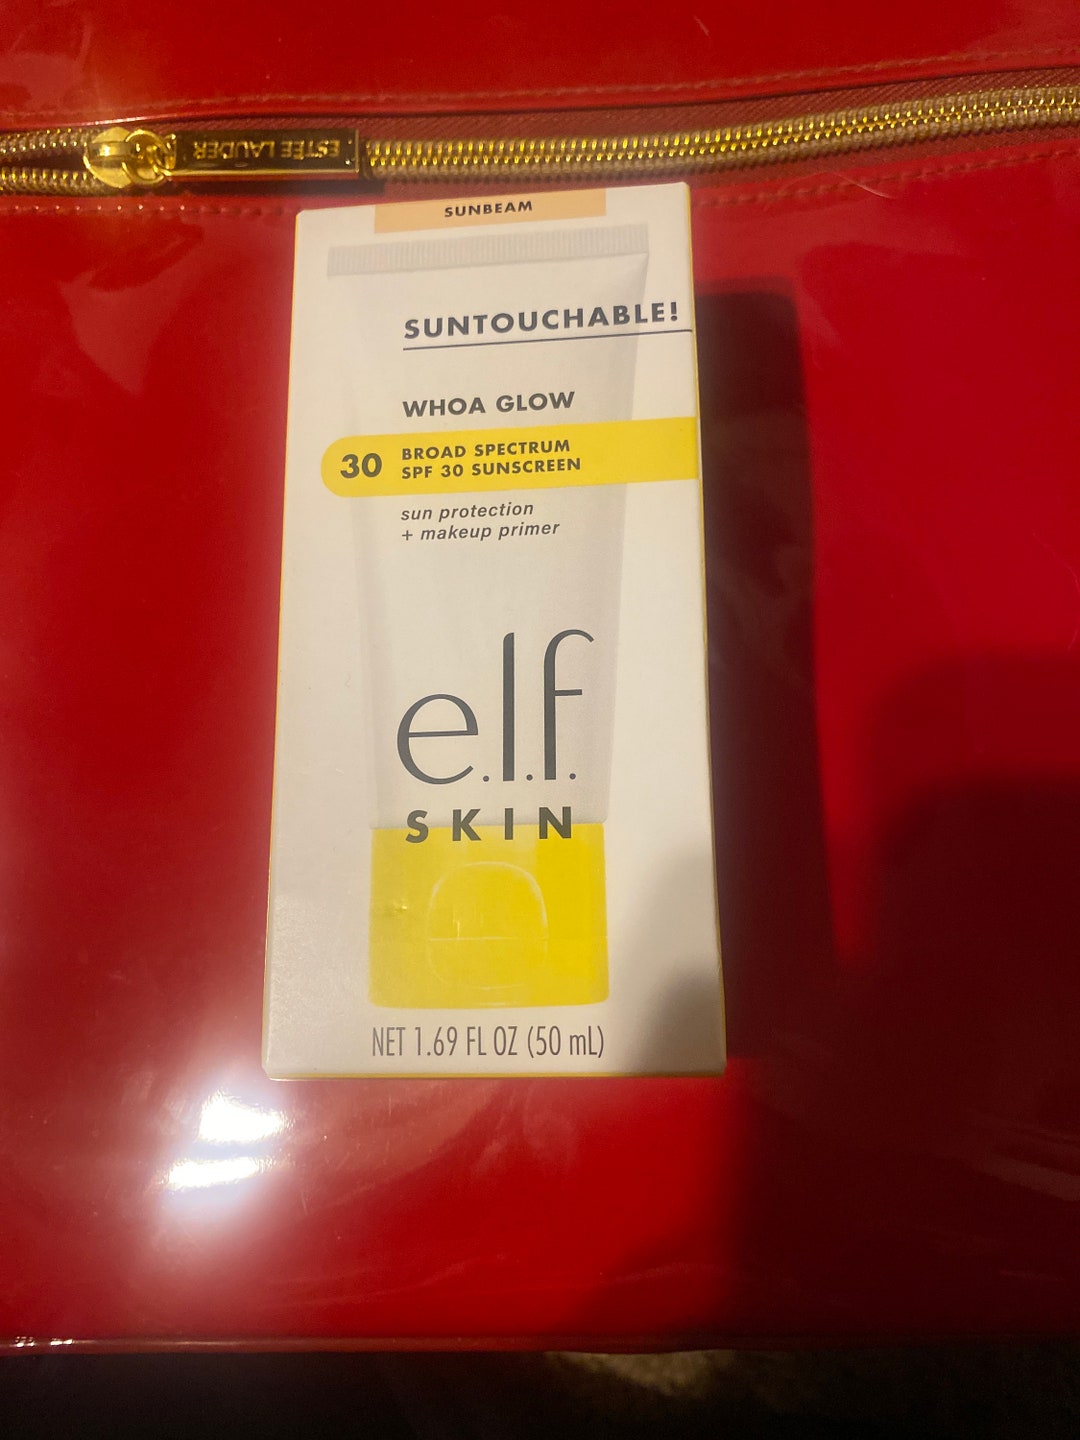 ESTĒE LAUDER
SUNBEAM
SUNTOUCHABLE!
WHOA GLOW
30
BROAD SPECTRUM
SPF 30 SUNSCREEN
sun protection
+ makeup primer
e.l.f.
SKIN
NET 1.69 FL OZ (50 mL)